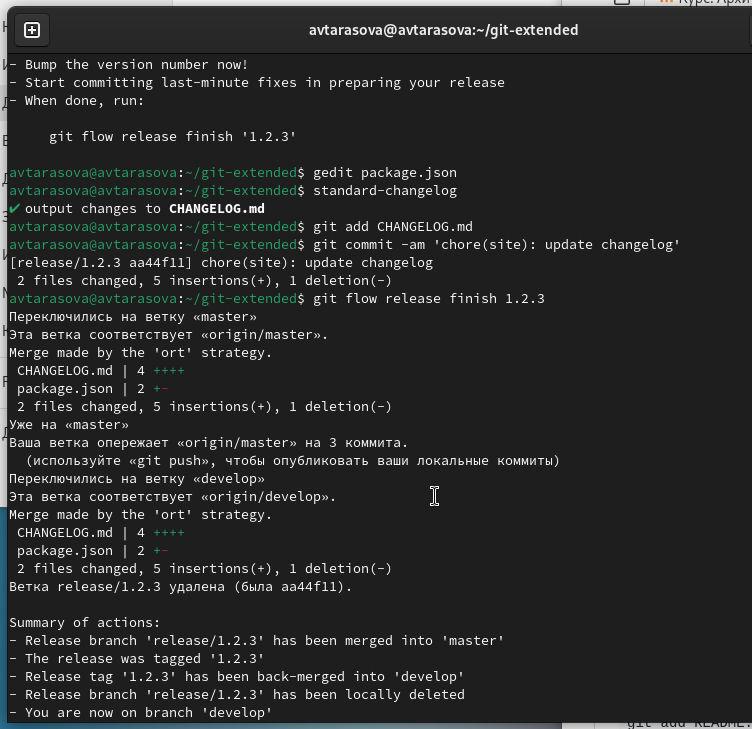 Курс: Архи
avtarasova@avtarasova:~/git-extended
- Bump the version number now!
- Start committing last-minute fixes in preparing your release
- When done, run:
git flow release finish '1.2.3'
avtarasova@avtarasova:~/git-extended$ gedit package.json
avtarasova@avtarasova:~/git-extended$ standard-changelog
✔ output changes to CHANGELOG.md
avtarasova@avtarasova:~/git-extended$ git add CHANGELOG.md
avtarasova@avtarasova:~/git-extended$ git commit -am 'chore(site): update changelog'
[release/1.2.3 aa44f11] chore(site): update changelog
2 files changed, 5 insertions(+), 1 deletion(-)
avtarasova@avtarasova:~/git-extended$ git flow release finish 1.2.3
Переключились на ветку «master»
Эта ветка соответствует «origin/master».
Merge made by the 'ort' strategy.
CHANGELOG.md | 4 ++++
package.json | 2 +-
2 files changed, 5 insertions(+), 1 deletion(-)
Уже на «master»
Ваша ветка опережает «origin/master» на 3 коммита.
(используйте «git push», чтобы опубликовать ваши локальные коммиты)
Переключились на ветку «develop»
Эта ветка соответствует «origin/develop».
Merge made by the 'ort' strategy.
CHANGELOG.md | 4 ++++
package.json | 2 +-
2 files changed, 5 insertions(+), 1 deletion(-)
Ветка release/1.2.3 удалена (была aa44f11).
Summary of actions:
- Release branch 'release/1.2.3' has been merged into 'master'
- The release was tagged '1.2.3'
- Release tag '1.2.3' has been back-merged into 'develop'
- Release branch 'release/1.2.3' has been locally deleted
- You are now on branch 'develop'
git add README.